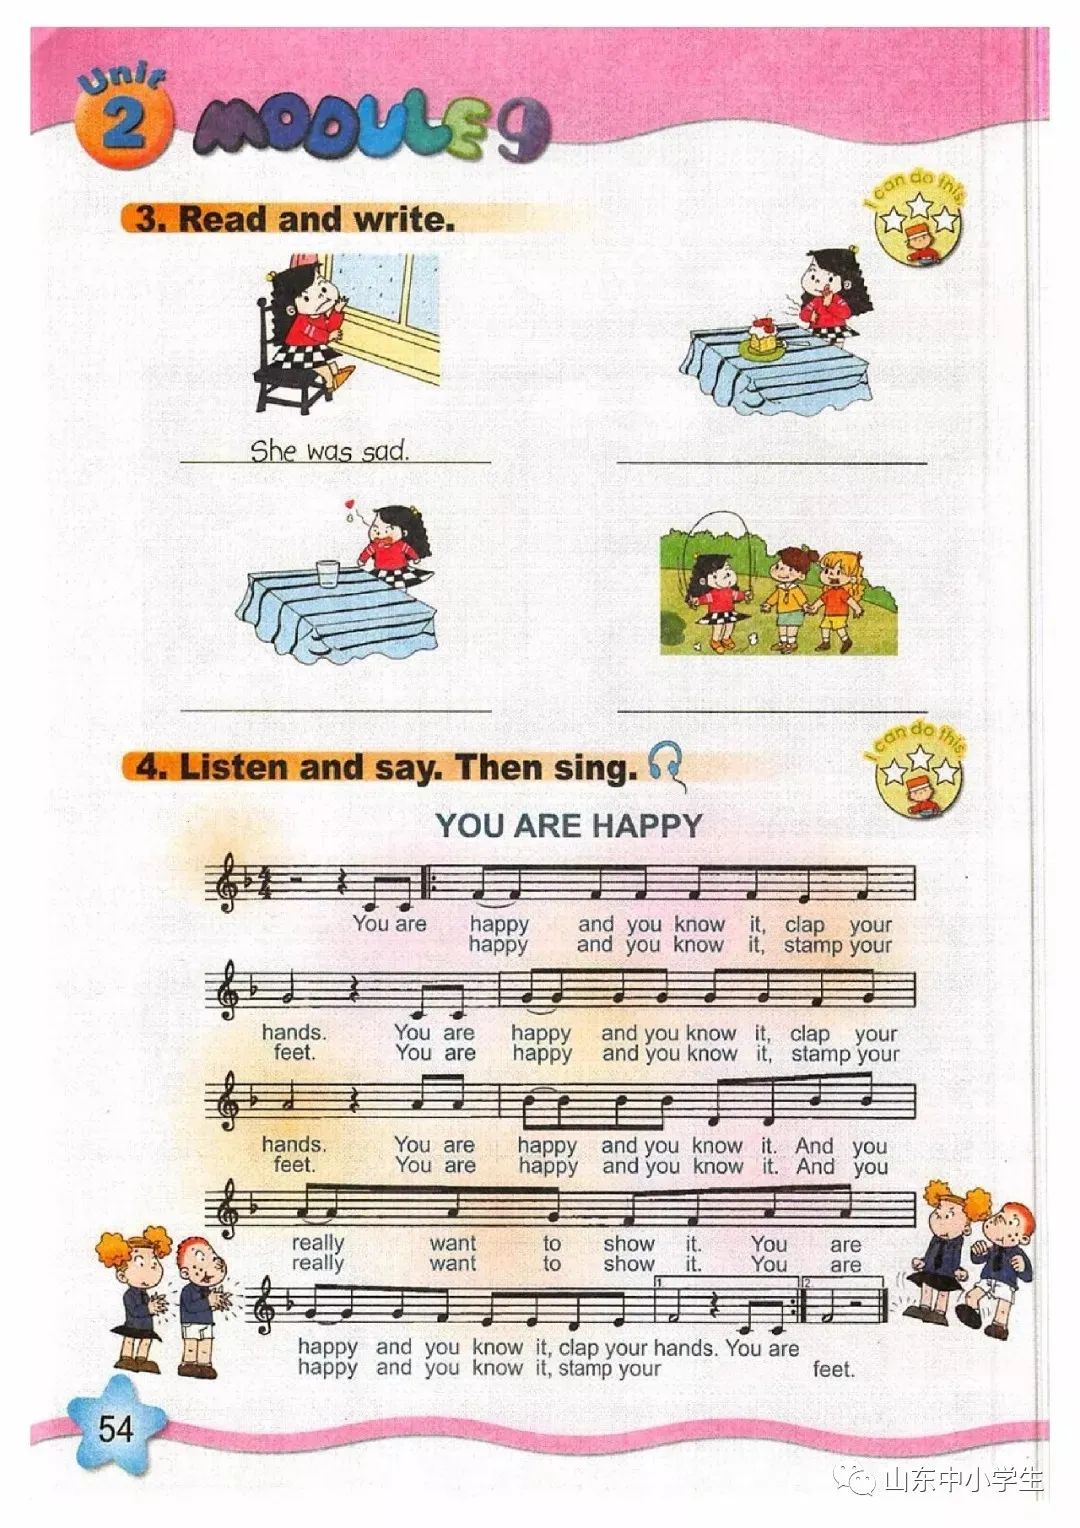 Unit
2
MODULE 9
3. Read and write.
I can do this.
She was sad.
4. Listen and say. Then sing.
I can do this.
YOU ARE HAPPY
You are happy and you know it, clap your
happy and you know it, stamp your
hands. You are happy and you know it, clap your
feet. You are happy and you know it, stamp your
hands. You are happy and you know it. And you
feet. You are happy and you know it. And you
really want to show it. You are
really want to show it. You are
1 2
happy and you know it, clap your hands. You are
happy and you know it, stamp your feet.
54
山东中小学生